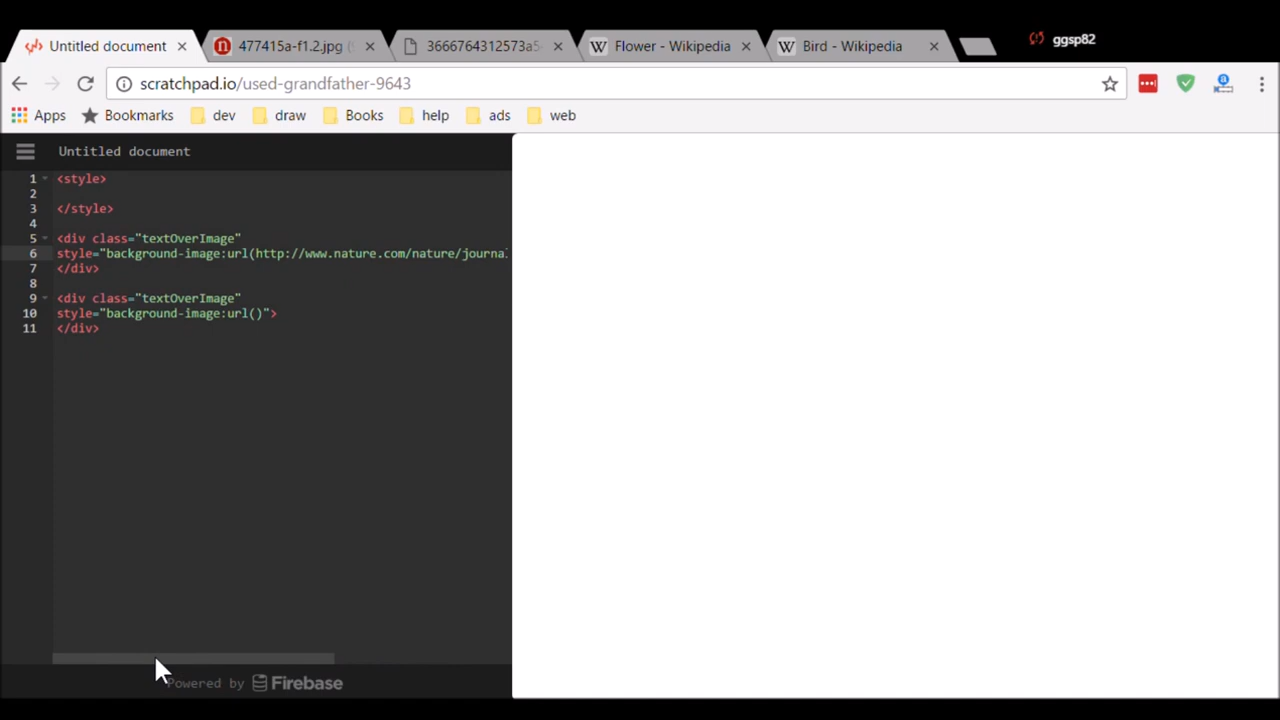 Untitled document
477415a-f1.2.jpg
3666764312573a5
Flower - Wikipedia
Bird - Wikipedia
ggsp82
scratchpad.io/used-grandfather-9643
Apps Bookmarks dev draw Books help ads web
Untitled document
1 <style>
2
3 </style>
4
5 <div class="textOverImage"
6 style="background-image:url(http://www.nature.com/nature/journa
7 </div>
8
9 <div class="textOverImage"
10 style="background-image:url()">
11 </div>
Powered by Firebase